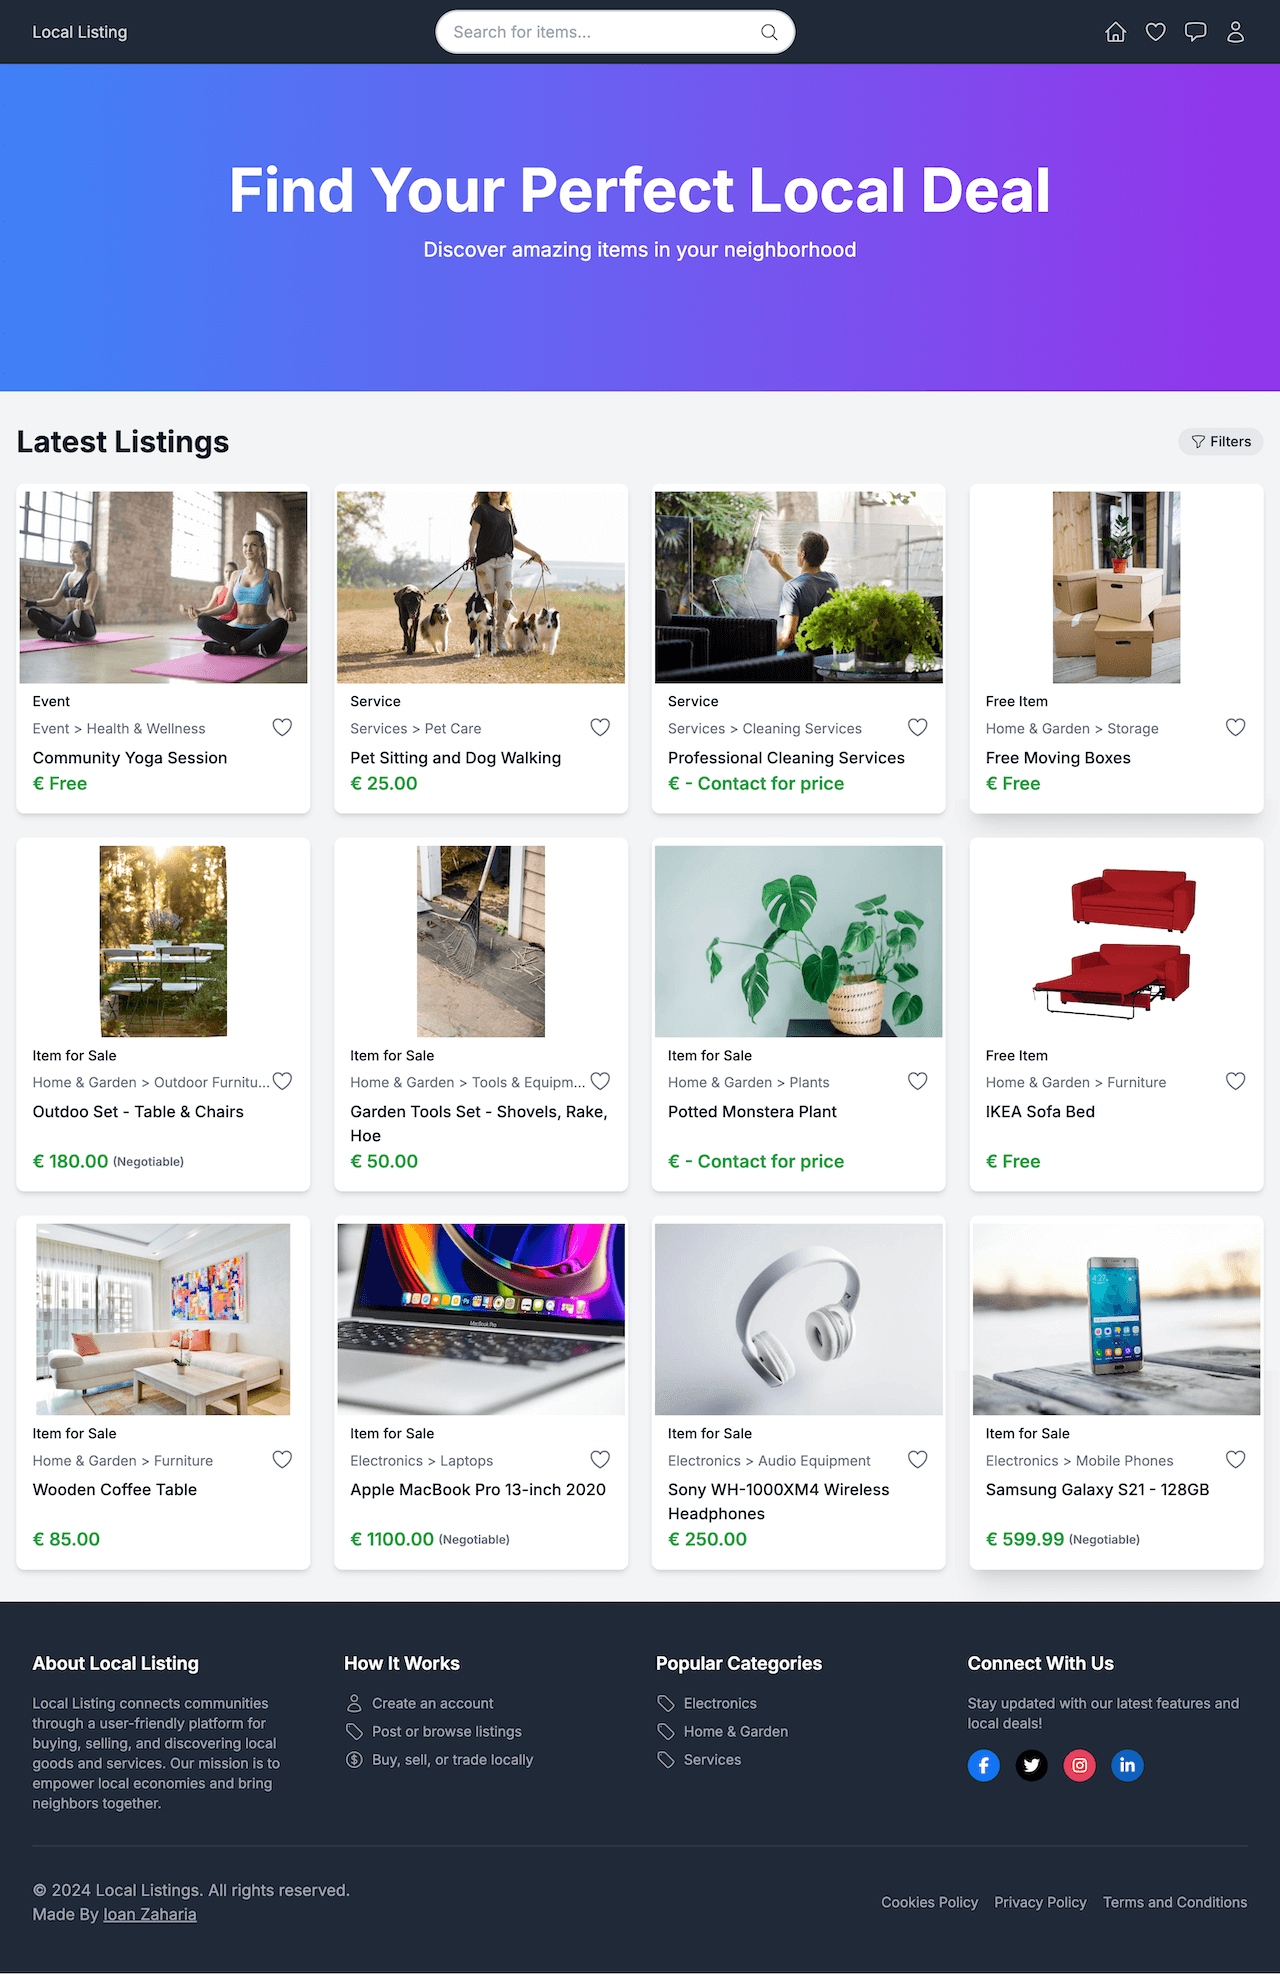 Local Listing
Search for items...
Find Your Perfect Local Deal
Discover amazing items in your neighborhood
Latest Listings
Filters
Event
Event > Health & Wellness
Community Yoga Session
€ Free
Service
Services > Pet Care
Pet Sitting and Dog Walking
€ 25.00
Service
Services > Cleaning Services
Professional Cleaning Services
€ - Contact for price
Free Item
Home & Garden > Storage
Free Moving Boxes
€ Free
Item for Sale
Home & Garden > Outdoor Furnitu...
Outdoo Set - Table & Chairs
€ 180.00 (Negotiable)
Item for Sale
Home & Garden > Tools & Equipm...
Garden Tools Set - Shovels, Rake,
Hoe
€ 50.00
Item for Sale
Home & Garden > Plants
Potted Monstera Plant
€ - Contact for price
Free Item
Home & Garden > Furniture
IKEA Sofa Bed
€ Free
Item for Sale
Home & Garden > Furniture
Wooden Coffee Table
€ 85.00
MacBook Pro
Item for Sale
Electronics > Laptops
Apple MacBook Pro 13-inch 2020
€ 1100.00 (Negotiable)
Item for Sale
Electronics > Audio Equipment
Sony WH-1000XM4 Wireless
Headphones
€ 250.00
4:27
Item for Sale
Electronics > Mobile Phones
Samsung Galaxy S21 - 128GB
€ 599.99 (Negotiable)
About Local Listing
Local Listing connects communities
through a user-friendly platform for
buying, selling, and discovering local
goods and services. Our mission is to
empower local economies and bring
neighbors together.
How It Works
Create an account
Post or browse listings
Buy, sell, or trade locally
Popular Categories
Electronics
Home & Garden
Services
Connect With Us
Stay updated with our latest features and
local deals!
© 2024 Local Listings. All rights reserved.
Made By Ioan Zaharia
Cookies Policy Privacy Policy Terms and Conditions